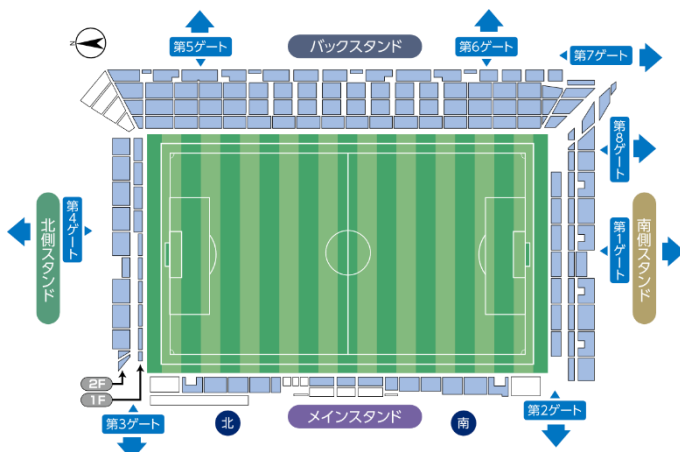 第5ゲート
バックスタンド
第6ゲート
第7ゲート
N
第8ゲート
北側スタンド
第4ゲート
第1ゲート
南側スタンド
2F
1F
第3ゲート
北
メインスタンド
南
第2ゲート